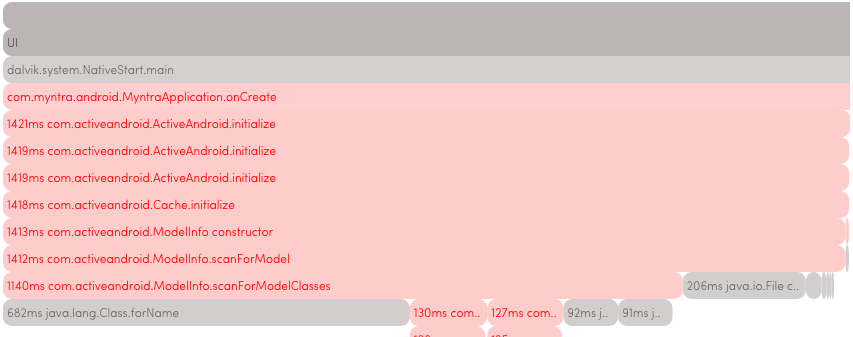 UI
dalvik.system.NativeStart.main
com.myntra.android.MyntraApplication.onCreate
1421ms com.activeandroid.ActiveAndroid.initialize
1419ms com.activeandroid.ActiveAndroid.initialize
1419ms com.activeandroid.ActiveAndroid.initialize
1418ms com.activeandroid.Cache.initialize
1413ms com.activeandroid.ModelInfo constructor
1412ms com.activeandroid.ModelInfo.scanForModel
1140ms com.activeandroid.ModelInfo.scanForModelClasses 206ms java.io.File c..
682ms java.lang.Class.forName 130ms com.. 127ms com.. 92ms j.. 91ms j..